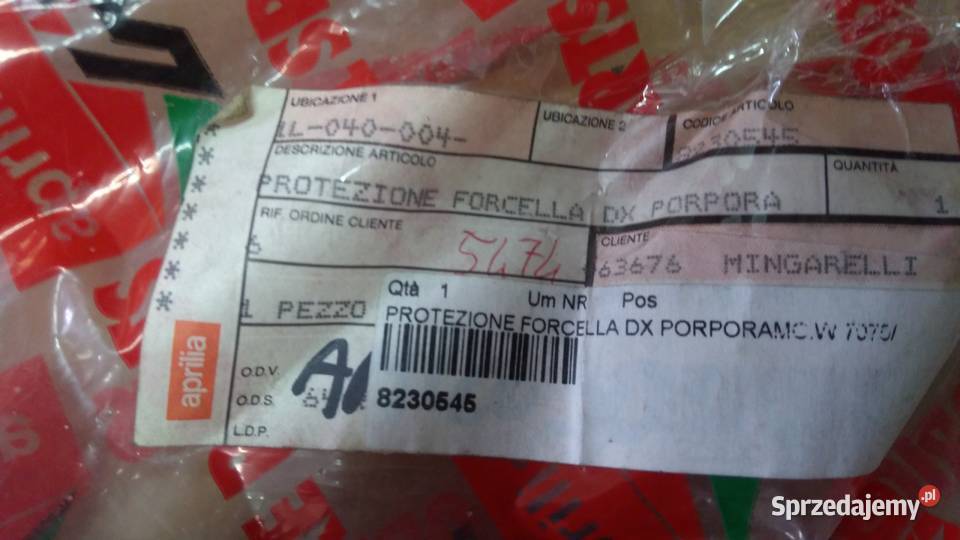 UBICAZIONE 1
1L-040-004-
UBICAZIONE 2
CODICE ARTICOLO
8230545
DESCRIZIONE ARTICOLO
PROTEZIONE FORCELLA DX PORPORA
QUANTITÀ
1
RIF. ORDINE CLIENTE
5474
CLIENTE
63676 MINGARELLI
1 PEZZO
Qtà 1 Um NR Pos
PROTEZIONE FORCELLA DX PORPORAMC.W 7075/
8230545
O.D.V.
O.D.S.
L.D.P.
aprilia
Sprzedajemy.pl